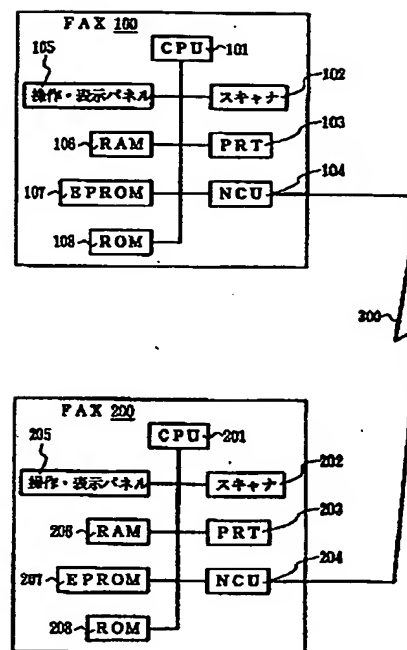 FAX 100
CPU 101
105
操作・表示パネル スキャナ 102
106 RAM PRT 103
107 EPROM NCU 104
108 ROM
300
FAX 200
CPU 201
205
操作・表示パネル スキャナ 202
206 RAM PRT 203
207 EPROM NCU 204
208 ROM